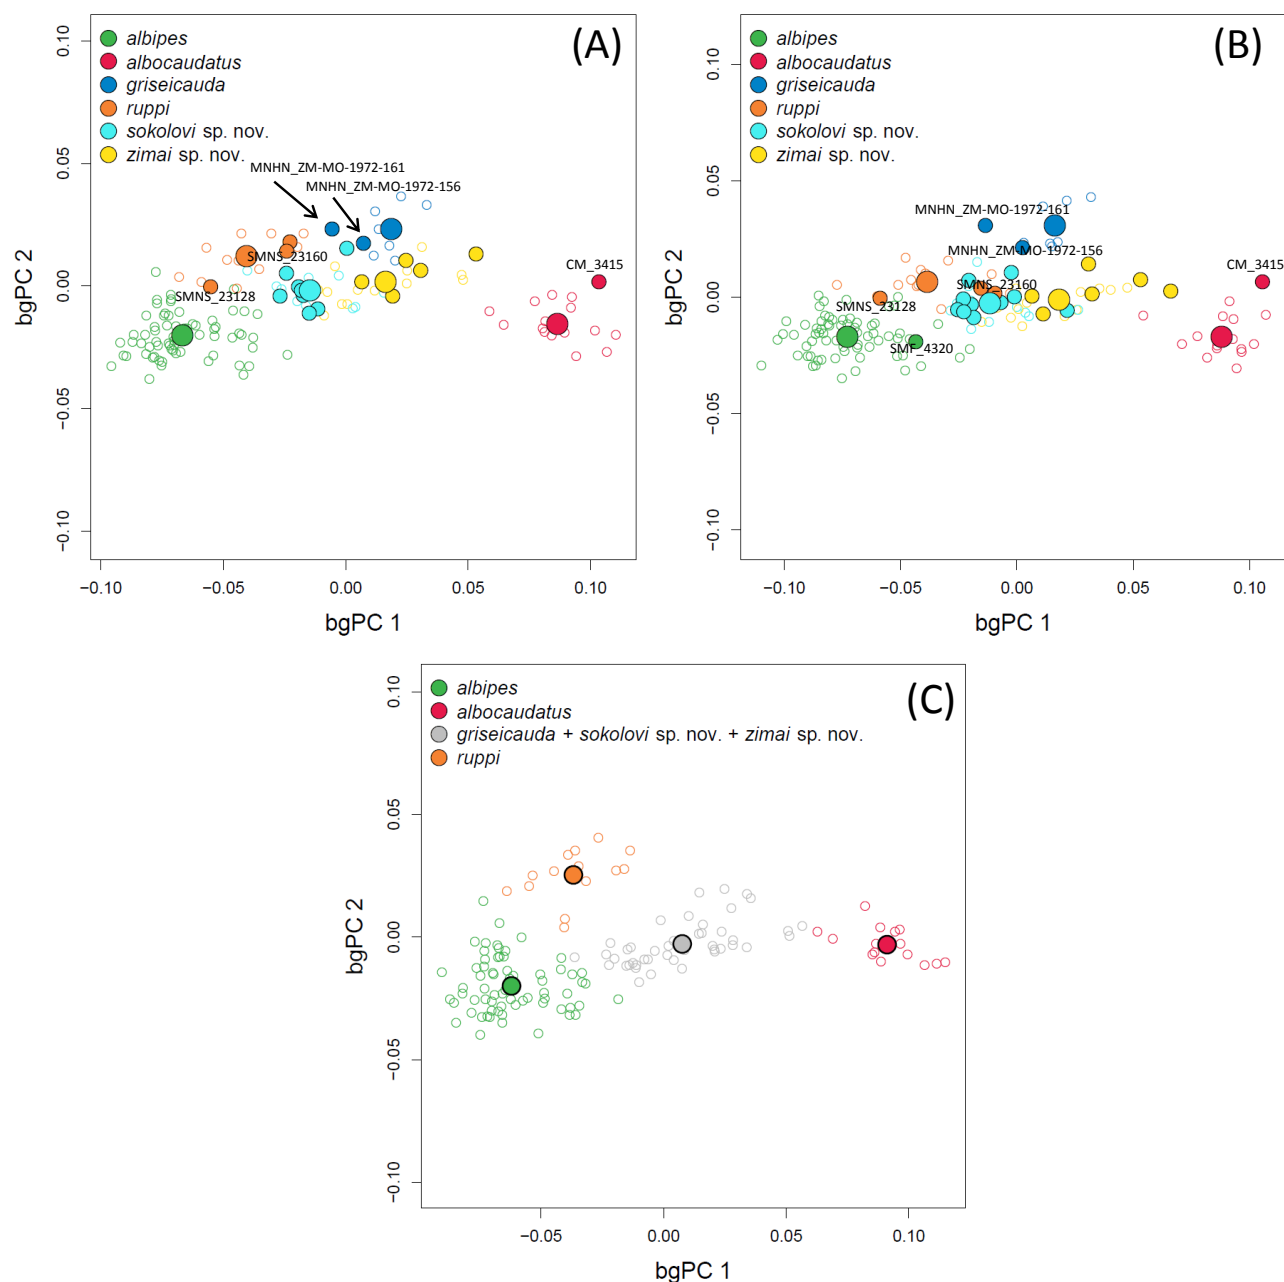 (A)
albipes
albocaudatus
griseicauda
ruppi
sokolovi sp. nov.
zimai sp. nov.
MNHN_ZM-MO-1972-161
MNHN_ZM-MO-1972-156
SMNS_23160
SMNS_23128
CM_3415
bgPC 2
0.10
0.05
0.00
−0.05
−0.10
−0.10
−0.05
0.00
0.05
0.10
bgPC 1
(B)
albipes
albocaudatus
griseicauda
ruppi
sokolovi sp. nov.
zimai sp. nov.
MNHN_ZM-MO-1972-161
MNHN_ZM-MO-1972-156
CM_3415
SMNS_23160
SMNS_23128
SMF_4320
bgPC 2
0.10
0.05
0.00
−0.05
−0.10
−0.10
−0.05
0.00
0.05
0.10
bgPC 1
(C)
albipes
albocaudatus
griseicauda + sokolovi sp. nov. + zimai sp. nov.
ruppi
bgPC 2
0.10
0.05
0.00
−0.05
−0.10
−0.05
0.00
0.05
0.10
bgPC 1